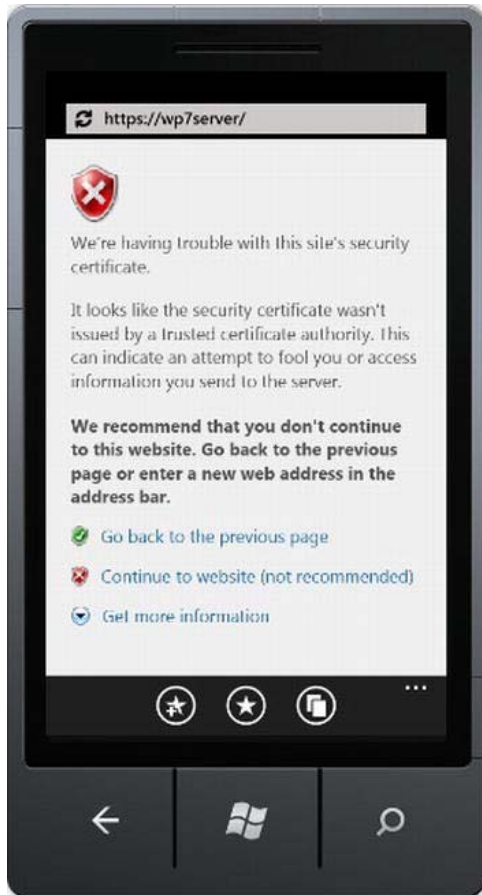 https://wp7server/
We're having trouble with this site's security
certificate.
It looks like the security certificate wasn't
issued by a trusted certificate authority. This
can indicate an attempt to fool you or access
information you send to the server.
We recommend that you don't continue
to this website. Go back to the previous
page or enter a new web address in the
address bar.
Go back to the previous page
Continue to website (not recommended)
Get more information